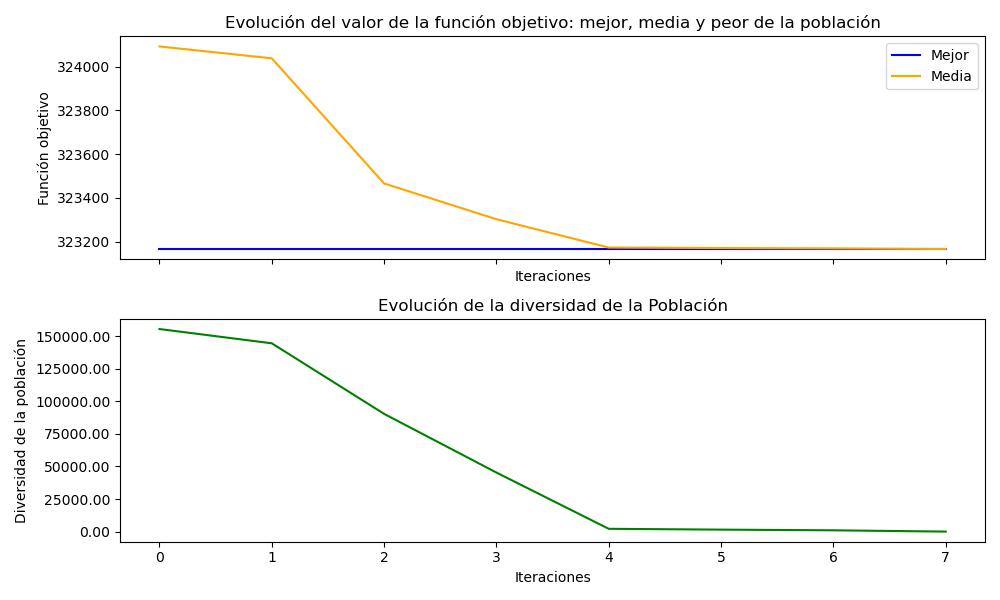 Evolución del valor de la función objetivo: mejor, media y peor de la población
Función objetivo
324000
323800
323600
323400
323200
Mejor
Media
Iteraciones
Evolución de la diversidad de la Población
Diversidad de la población
150000.00
125000.00
100000.00
75000.00
50000.00
25000.00
0.00
0 1 2 3 4 5 6 7
Iteraciones